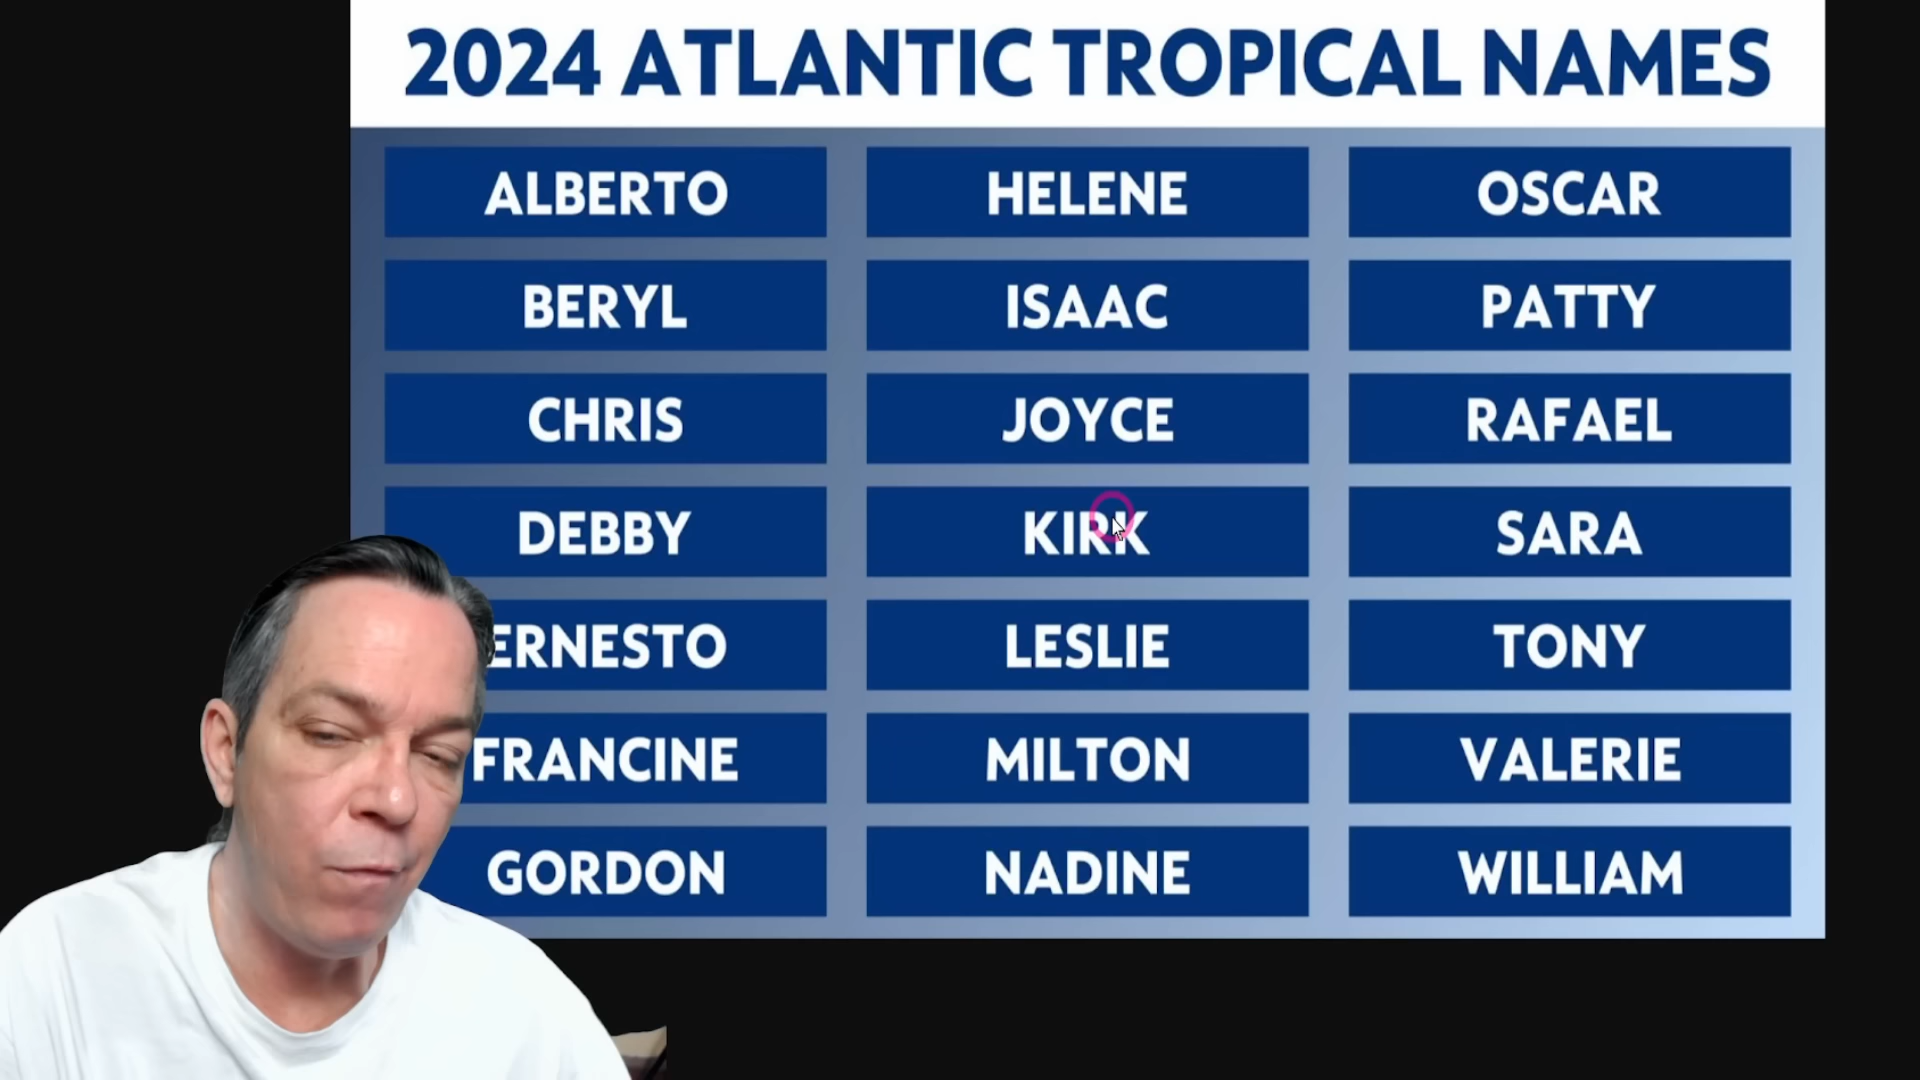 2024 ATLANTIC TROPICAL NAMES
ALBERTO
BERYL
CHRIS
DEBBY
ERNESTO
FRANCINE
GORDON
HELENE
ISAAC
JOYCE
KIRK
LESLIE
MILTON
NADINE
OSCAR
PATTY
RAFAEL
SARA
TONY
VALERIE
WILLIAM